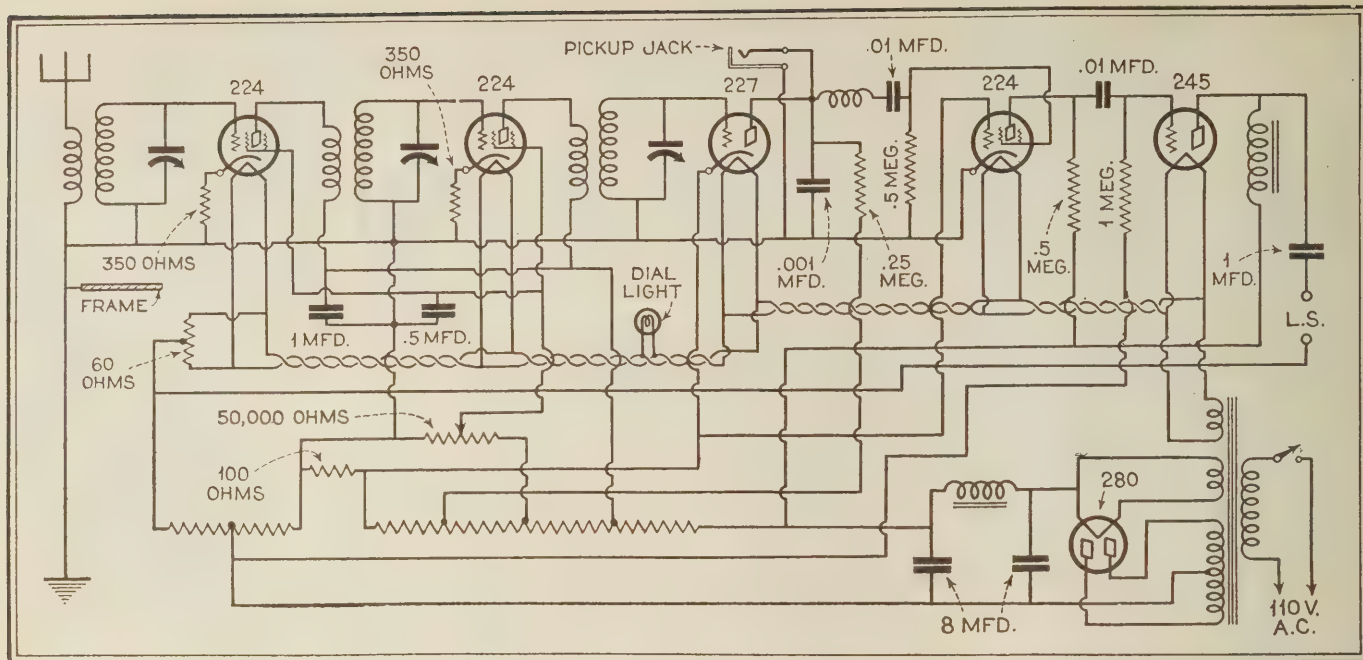 PICKUP JACK
.01 MFD.
350
OHMS
224
224
227
224
.01 MFD.
245
.5 MEG.
.5
MEG.
1 MEG.
1
MFD.
L.S.
350 OHMS
FRAME
DIAL
LIGHT
.001
MFD.
.25
MEG.
1 MFD.
.5 MFD.
60
OHMS
50,000 OHMS
100
OHMS
280
8 MFD.
110 V.
A.C.